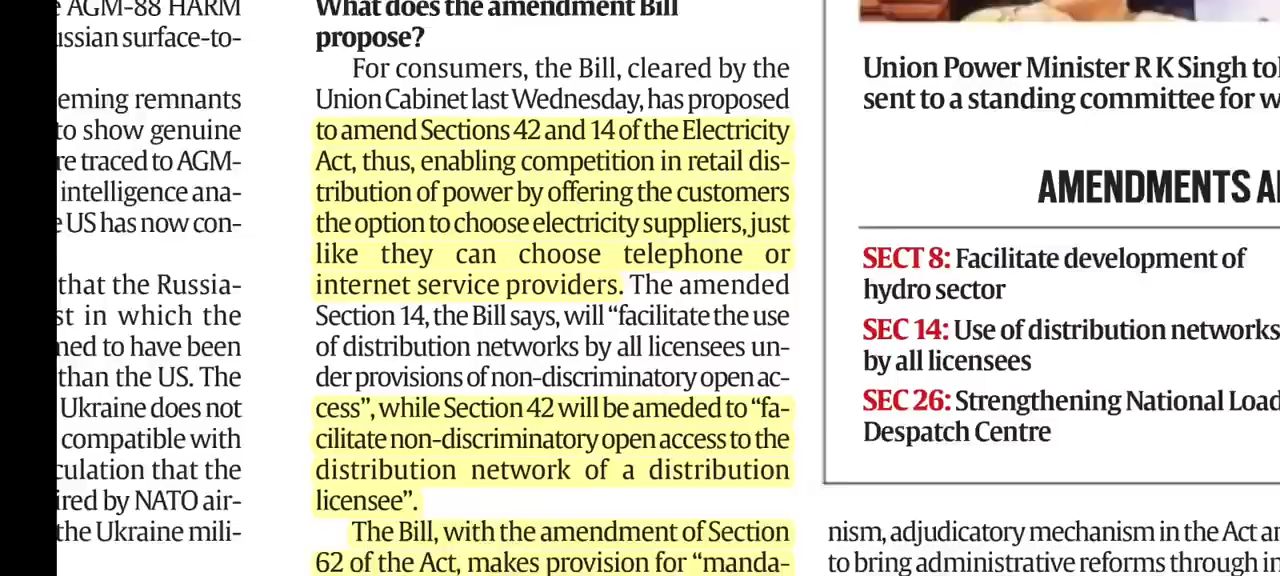 AGM-88 HARM
ussian surface-to-
eming remnants
to show genuine
re traced to AGM-
intelligence ana-
US has now con-
that the Russia-
st in which the
ned to have been
than the US. The
Ukraine does not
compatible with
culation that the
ired by NATO air-
the Ukraine mili-
What does the amendment Bill
propose?
For consumers, the Bill, cleared by the
Union Cabinet last Wednesday, has proposed
to amend Sections 42 and 14 of the Electricity
Act, thus, enabling competition in retail dis-
tribution of power by offering the customers
the option to choose electricity suppliers, just
like they can choose telephone or
internet service providers. The amended
Section 14, the Bill says, will “facilitate the use
of distribution networks by all licensees un-
der provisions of non-discriminatory open ac-
cess”, while Section 42 will be ameded to “fa-
cilitate non-discriminatory open access to the
distribution network of a distribution
licensee”.
The Bill, with the amendment of Section
62 of the Act, makes provision for “manda-
Union Power Minister R K Singh tol
sent to a standing committee for w
AMENDMENTS A
SECT 8: Facilitate development of
hydro sector
SEC 14: Use of distribution networks
by all licensees
SEC 26: Strengthening National Load
Despatch Centre
nism, adjudicatory mechanism in the Act a
to bring administrative reforms through i